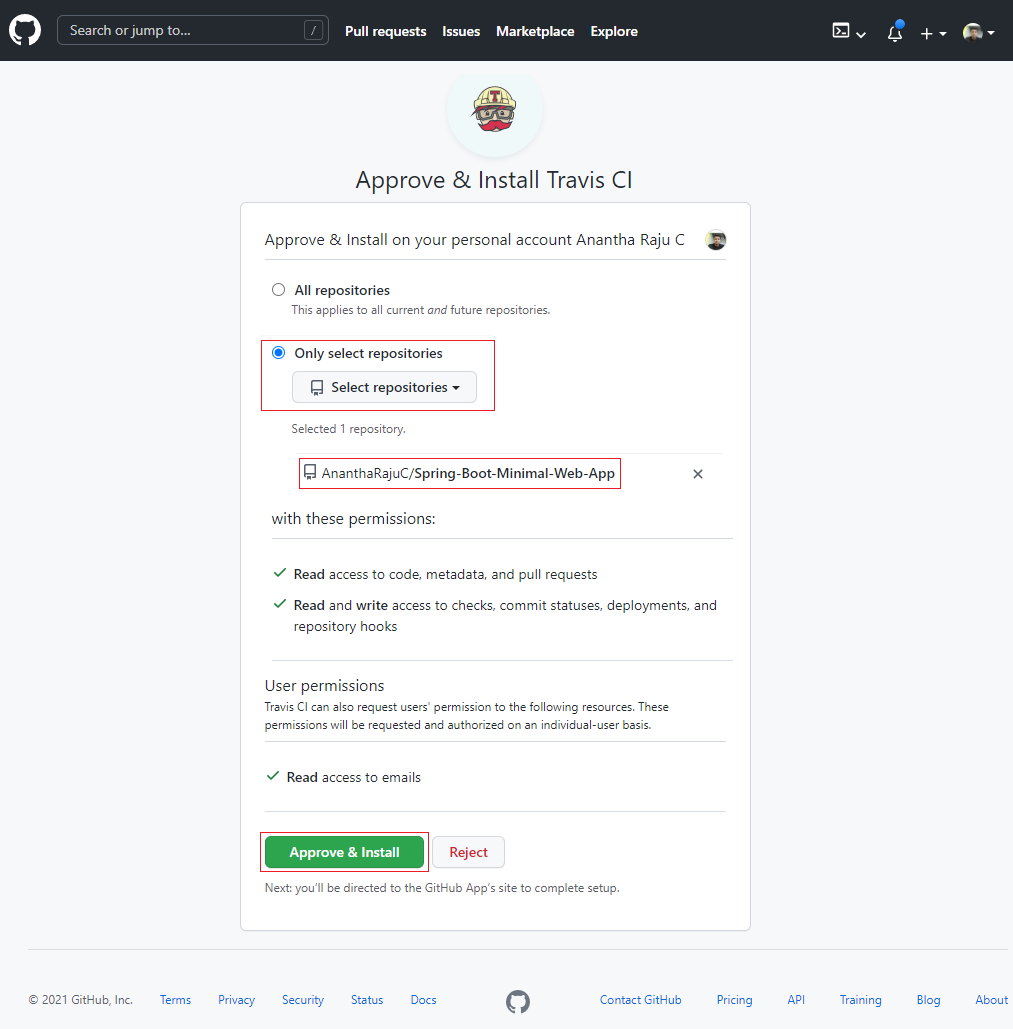 Search or jump to... /
Pull requests Issues Marketplace Explore
T
Approve & Install Travis CI
Approve & Install on your personal account Anantha Raju C
All repositories
This applies to all current and future repositories.
Only select repositories
Select repositories
Selected 1 repository.
AnanthaRajuC/Spring-Boot-Minimal-Web-App
with these permissions:
Read access to code, metadata, and pull requests
Read and write access to checks, commit statuses, deployments, and
repository hooks
User permissions
Travis CI can also request users' permission to the following resources. These
permissions will be requested and authorized on an individual-user basis.
Read access to emails
Approve & Install Reject
Next: you'll be directed to the GitHub App's site to complete setup.
© 2021 GitHub, Inc. Terms Privacy Security Status Docs Contact GitHub Pricing API Training Blog About